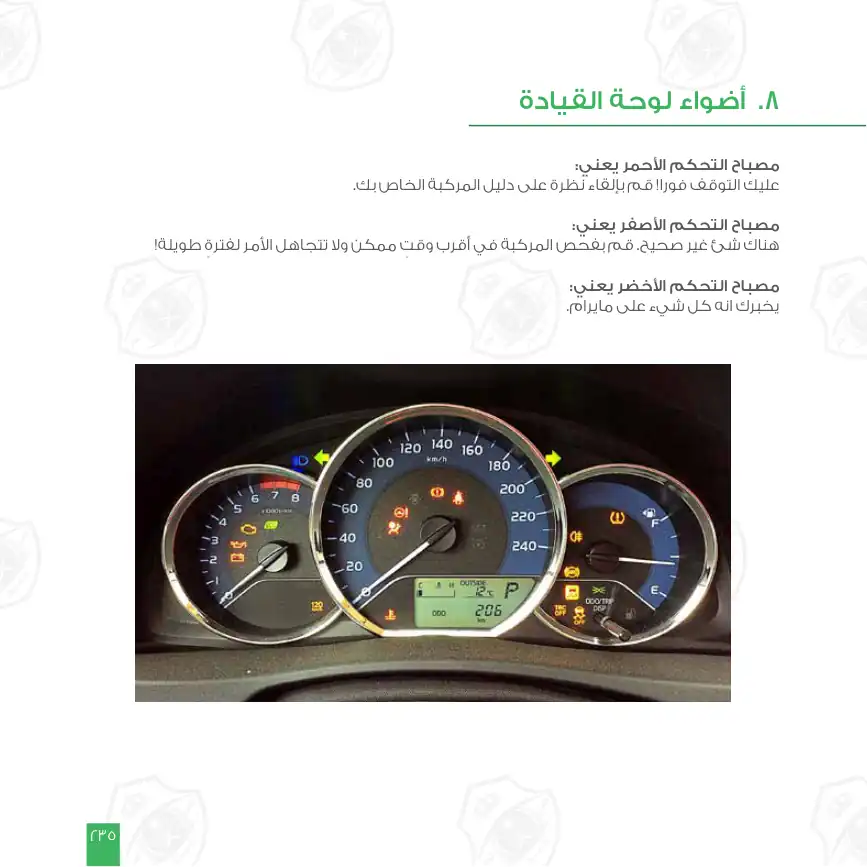 ٨. أضواء لوحة القيادة
مصباح التحكم الأحمر يعني:
عليك التوقف فورا! قم بإلقاء نظرة على دليل المركبة الخاص بك.
مصباح التحكم الأصفر يعني:
هناك شئ غير صحيح. قم بفحص المركبة في أقرب وقتٍ ممكن ولا تتجاهل الأمر لفترةٍ طويلة!
مصباح التحكم الأخضر يعني:
يخبرك انه كل شيء على مايرام.
0
1
2
3
4
5
6
7
8
0
20
40
60
80
100
120
140
160
180
200
220
240
km/h
F
E
OUTSIDE
12°C
P
ODO
206
km
ODO/TRIP
DISP
TRC
OFF
OFF
٢٣٥